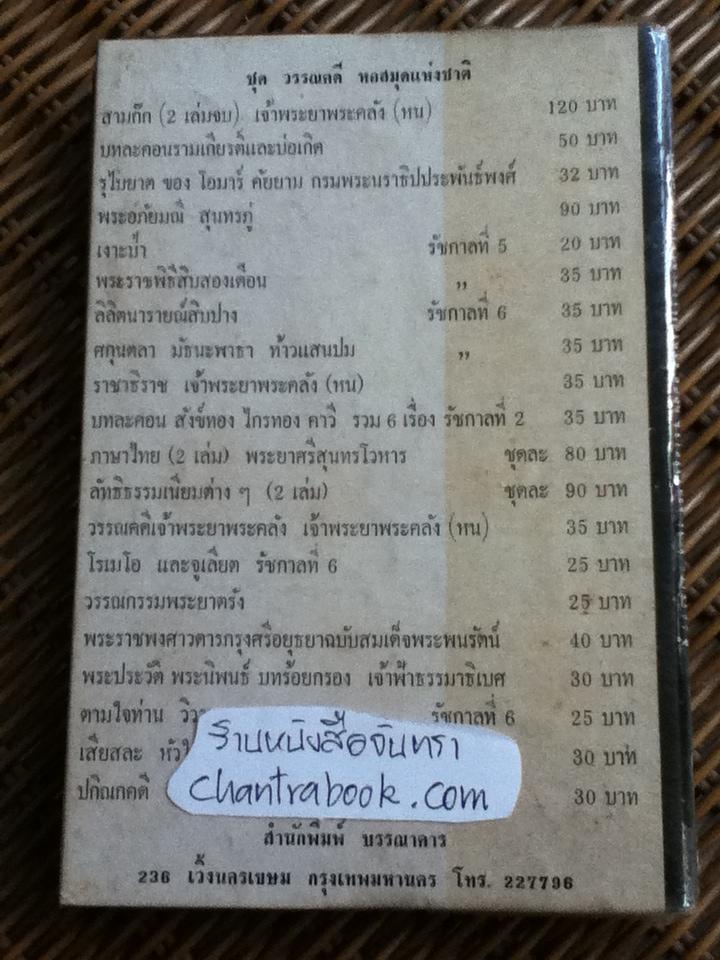 ชุด วรรณคดี หอสมุดแห่งชาติ
สามก๊ก (2 เล่มจบ) เจ้าพระยาพระคลัง (หน) 120 บาท
บทละคอนรามเกียรติ์และบ่อเกิด 50 บาท
รุไบยาต ของ โอมาร์ คัยยาม กรมพระนราธิปประพันธ์พงศ์ 32 บาท
พระอภัยมณี สุนทรภู่ 90 บาท
เงาะป่า รัชกาลที่ 5 20 บาท
พระราชพิธีสิบสองเดือน ,, 35 บาท
ลิลิตนารายณ์สิบปาง รัชกาลที่ 6 35 บาท
ศกุนตลา มัธนะพาธา ท้าวแสนปม ,, 35 บาท
ราชาธิราช เจ้าพระยาพระคลัง (หน) 35 บาท
บทละคอน สังข์ทอง ไกรทอง คาวี รวม 6 เรื่อง รัชกาลที่ 2 35 บาท
ภาษาไทย (2 เล่ม) พระยาศรีสุนทรโวหาร ชุดละ 80 บาท
ลัทธิธรรมเนียมต่าง ๆ (2 เล่ม) ชุดละ 90 บาท
วรรณคดีเจ้าพระยาพระคลัง เจ้าพระยาพระคลัง (หน) 35 บาท
โรเมโอ และจูเลียต รัชกาลที่ 6 25 บาท
วรรณกรรมพระยาตรัง 25 บาท
พระราชพงศาวดารกรุงศรีอยุธยาฉบับสมเด็จพระพนรัตน์ 40 บาท
พระประวัติ พระนิพนธ์ บทร้อยกรอง เจ้าฟ้าธรรมาธิเบศ 30 บาท
ตามใจท่าน รัชกาลที่ 6 25 บาท
เสียสละ 30 บาท
ปกิณกคดี 30 บาท
ร้านหนังสือจันทรา
chantrabook.com
สำนักพิมพ์ บรรณาคาร
236 เวิ้งนครเขษม กรุงเทพมหานคร โทร. 227796